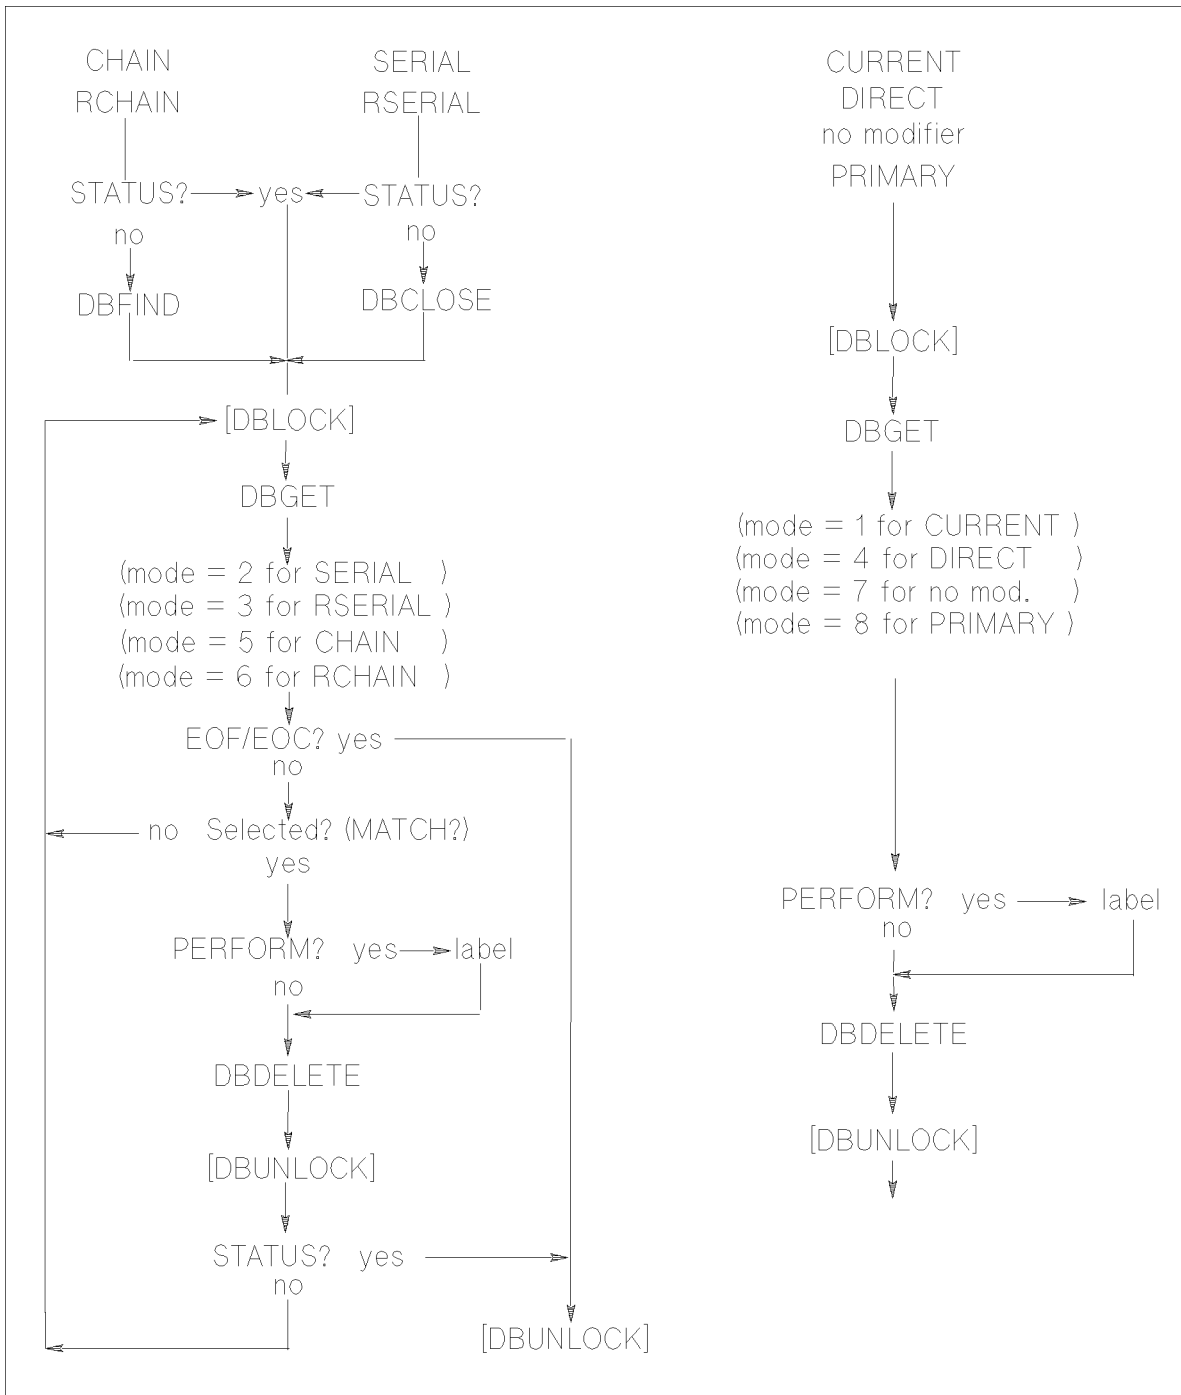 CHAIN
RCHAIN
SERIAL
RSERIAL
STATUS? yes STATUS?
no
no
DBFIND
DBCLOSE
[DBLOCK]
DBGET
(mode = 2 for SERIAL )
(mode = 3 for RSERIAL )
(mode = 5 for CHAIN )
(mode = 6 for RCHAIN )
EOF/EOC? yes
no
no Selected? (MATCH?)
yes
PERFORM? yes label
no
DBDELETE
[DBUNLOCK]
STATUS? yes
no
[DBUNLOCK]
CURRENT
DIRECT
no modifier
PRIMARY
[DBLOCK]
DBGET
(mode = 1 for CURRENT )
(mode = 4 for DIRECT )
(mode = 7 for no mod. )
(mode = 8 for PRIMARY )
PERFORM? yes label
no
DBDELETE
[DBUNLOCK]